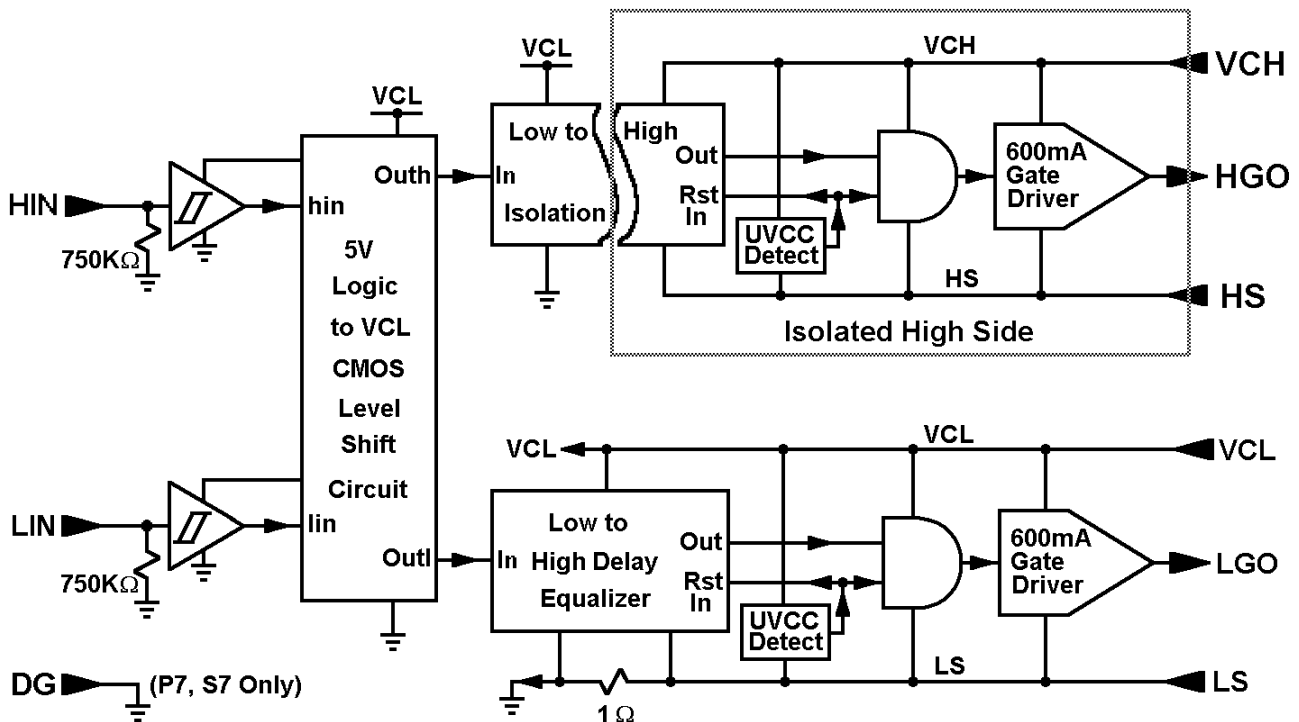 VCL
VCH
VCH
VCL
Low to
High
Out
600mA
Gate
Driver
HGO
Outh
In
Rst
In
Isolation
HIN
hin
750KΩ
5V
Logic
to VCL
CMOS
Level
Shift
Circuit
UVCC
Detect
HS
HS
Isolated High Side
VCL
VCL
VCL
LIN
lin
Low to
High Delay
Equalizer
Out
600mA
Gate
Driver
LGO
Outl
In
Rst
In
750KΩ
UVCC
Detect
LS
LS
DG
(P7, S7 Only)
1Ω